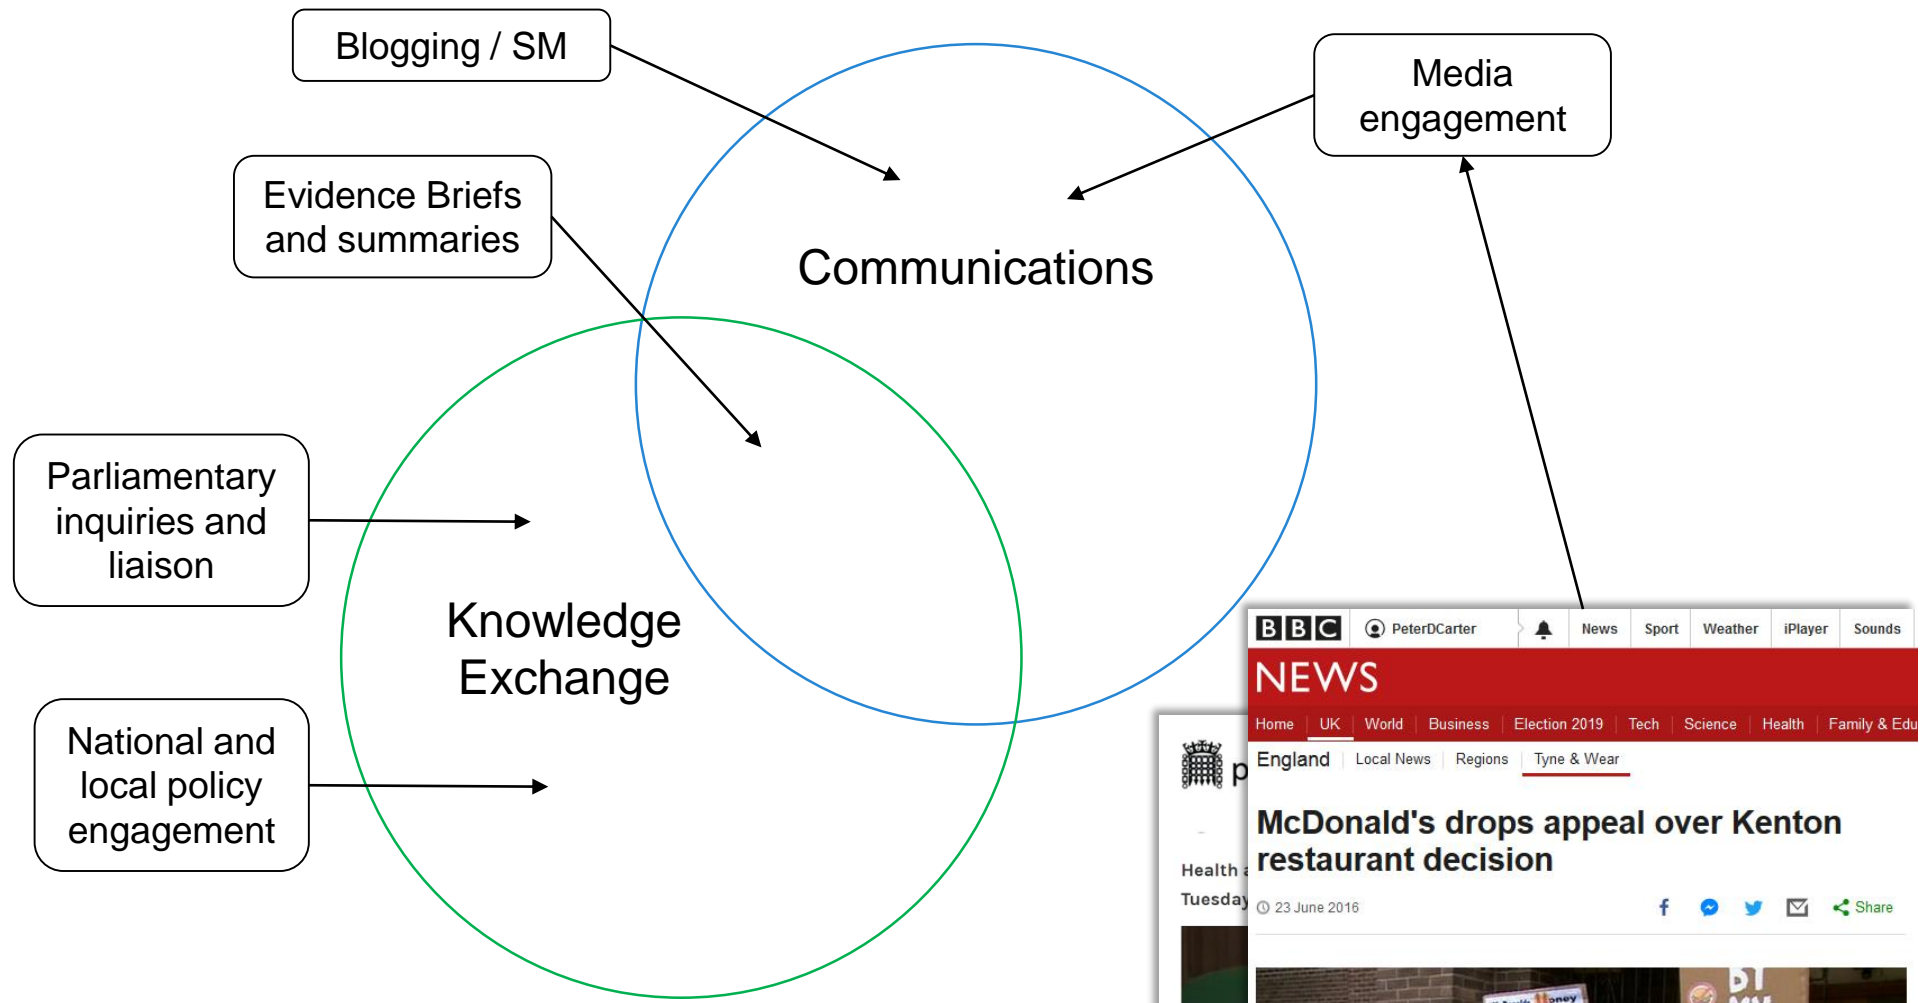 Blogging / SM
Media
engagement
Evidence Briefs
and summaries
Communications
Parliamentary
inquiries and
liaison
Knowledge
Exchange
National and
local policy
engagement
BBC PeterDCarter News Sport Weather iPlayer Sounds
NEWS
Home UK World Business Election 2019 Tech Science Health Family & Edu
England Local News Regions Tyne & Wear
McDonald's drops appeal over Kenton
restaurant decision
23 June 2016 Share
Health
Tuesday